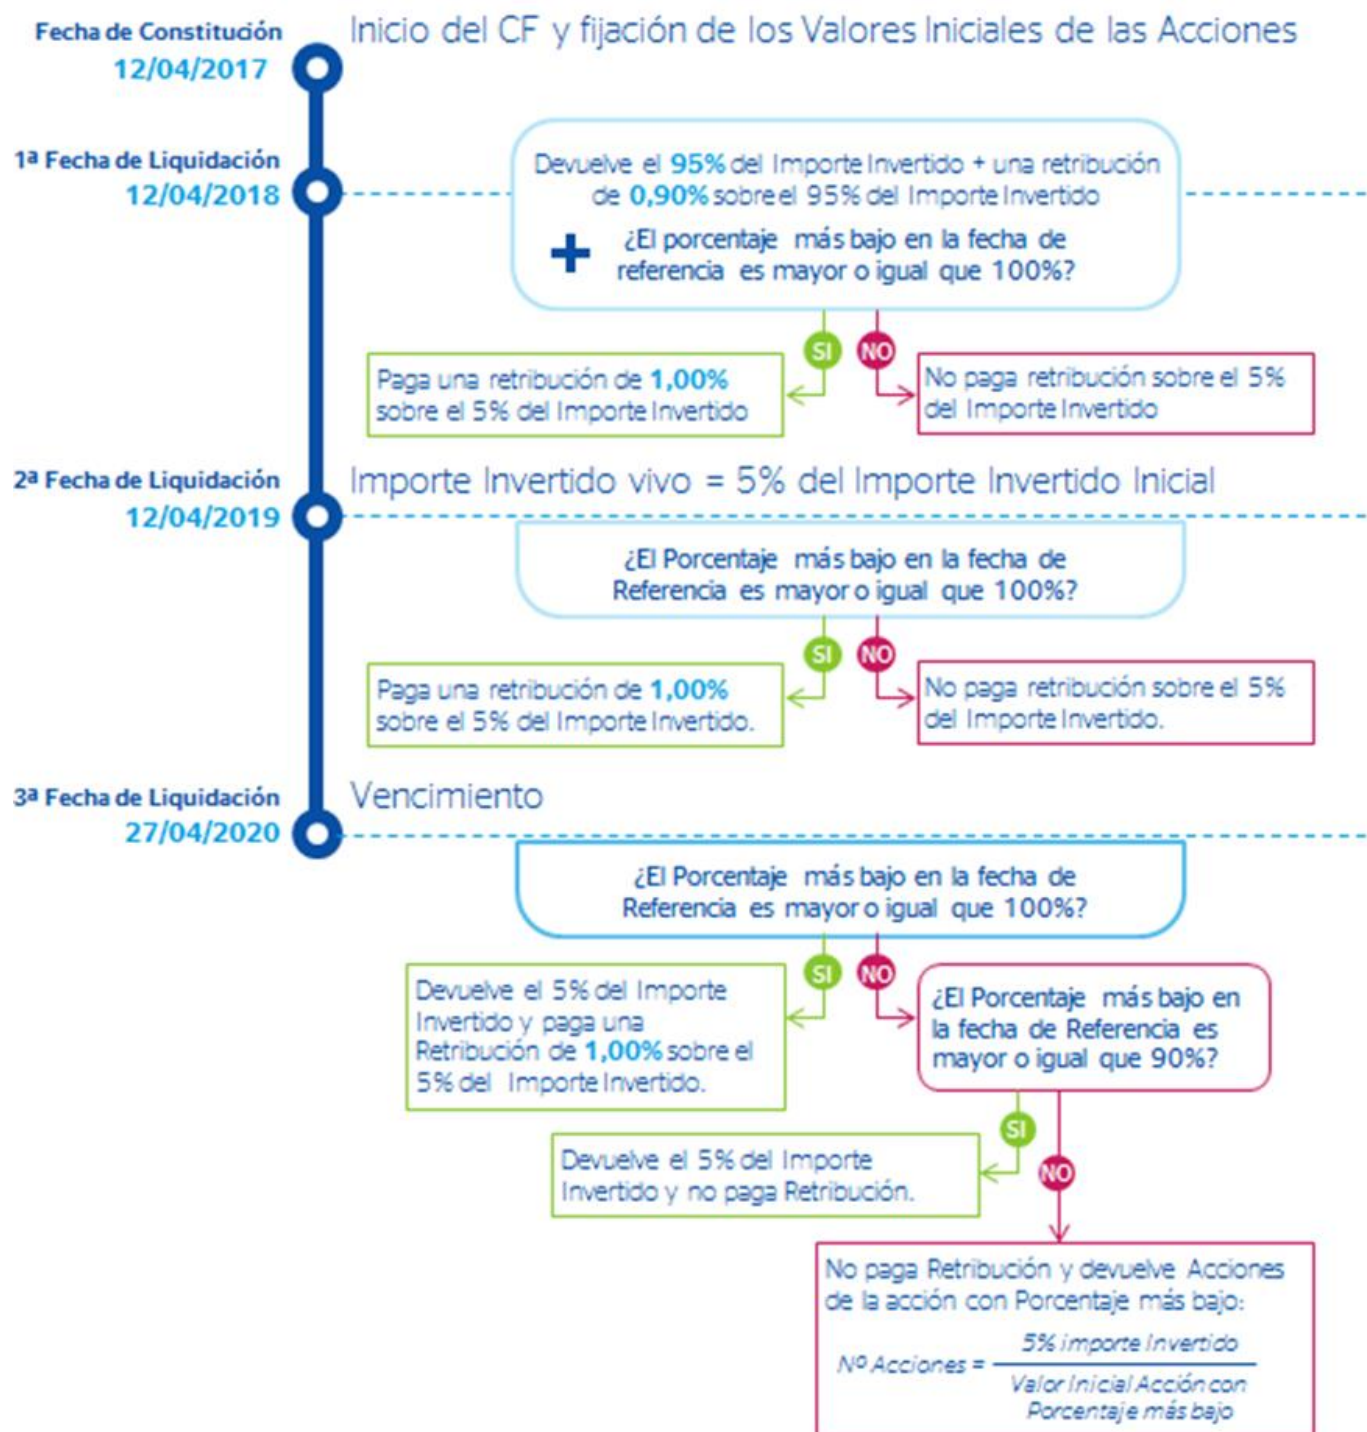 Fecha de Constitución
12/04/2017
Inicio del CF y fijación de los Valores Iniciales de las Acciones
1ª Fecha de Liquidación
12/04/2018
Devuelve el 95% del Importe Invertido + una retribución
de 0,90% sobre el 95% del Importe Invertido
+
¿El porcentaje más bajo en la fecha de
referencia es mayor o igual que 100%?
SI
NO
Paga una retribución de 1,00%
sobre el 5% del Importe Invertido
No paga retribución sobre el 5%
del Importe Invertido
2ª Fecha de Liquidación
12/04/2019
Importe Invertido vivo = 5% del Importe Invertido Inicial
¿El Porcentaje más bajo en la fecha de
Referencia es mayor o igual que 100%?
SI
NO
Paga una retribución de 1,00%
sobre el 5% del Importe Invertido.
No paga retribución sobre el 5%
del Importe Invertido.
3ª Fecha de Liquidación
27/04/2020
Vencimiento
¿El Porcentaje más bajo en la fecha de
Referencia es mayor o igual que 100%?
SI
NO
Devuelve el 5% del Importe
Invertido y paga una
Retribución de 1,00% sobre el
5% del Importe Invertido.
¿El Porcentaje más bajo en
la fecha de Referencia es
mayor o igual que 90%?
SI
NO
Devuelve el 5% del Importe
Invertido y no paga Retribución.
No paga Retribución y devuelve Acciones
de la acción con Porcentaje más bajo:
5% importe Invertido
Nº Acciones =
Valor Inicial Acción con
Porcentaje más bajo